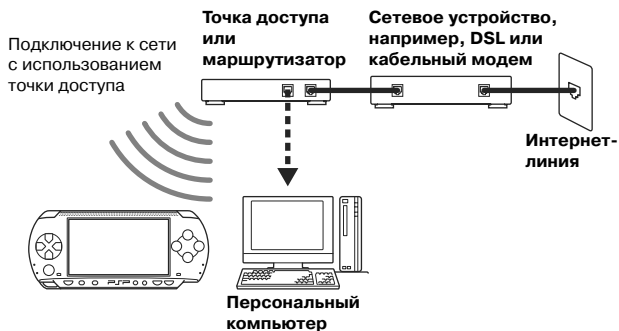 Подключение к сети
с использованием
точки доступа
Точка доступа
или
маршрутизатор
Сетевое устройство,
например, DSL или
кабельный модем
Интернет-
линия
PSP
Персональный
компьютер